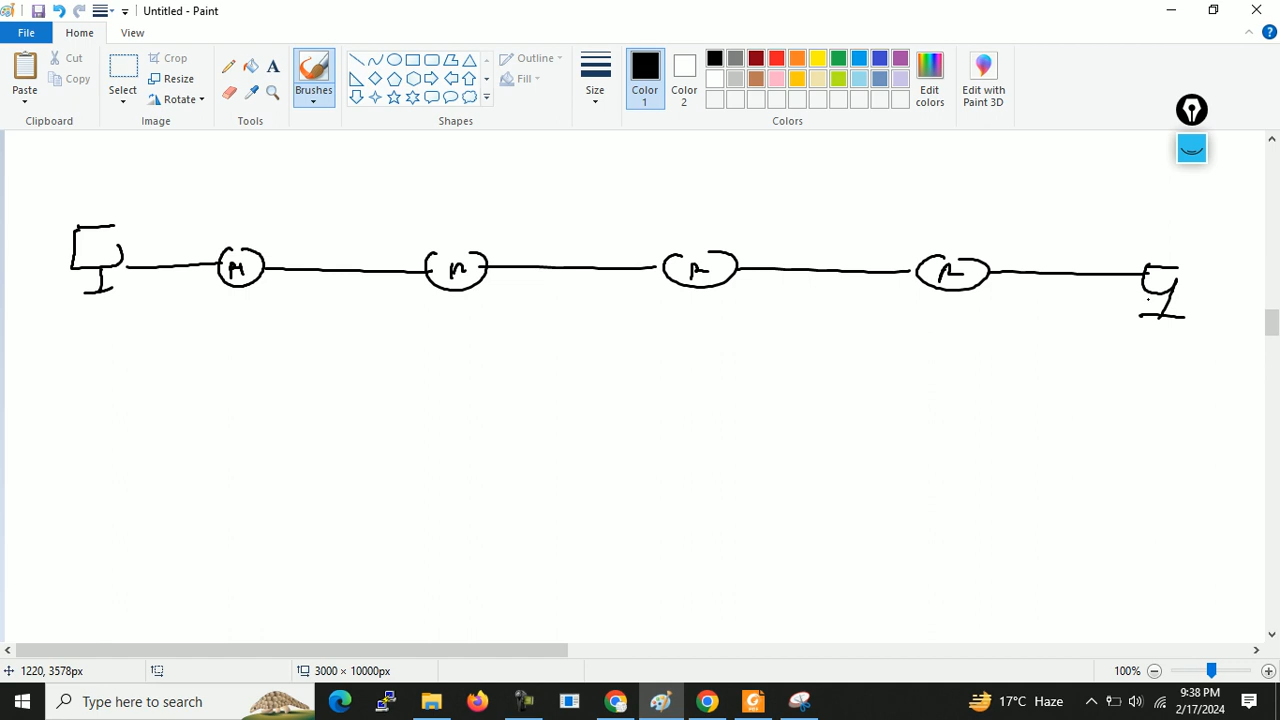 Untitled - Paint
File
Home
View
Paste
Cut
Copy
Clipboard
Select
Crop
Resize
Rotate
Image
A
Tools
Brushes
Shapes
Outline
Fill
Size
Color
1
Color
2
Edit
colors
Edit with
Paint 3D
Colors
R
R
1220, 3578px
3000 × 10000px
100%
Type here to search
17°C Haze
9:38 PM
2/17/2024